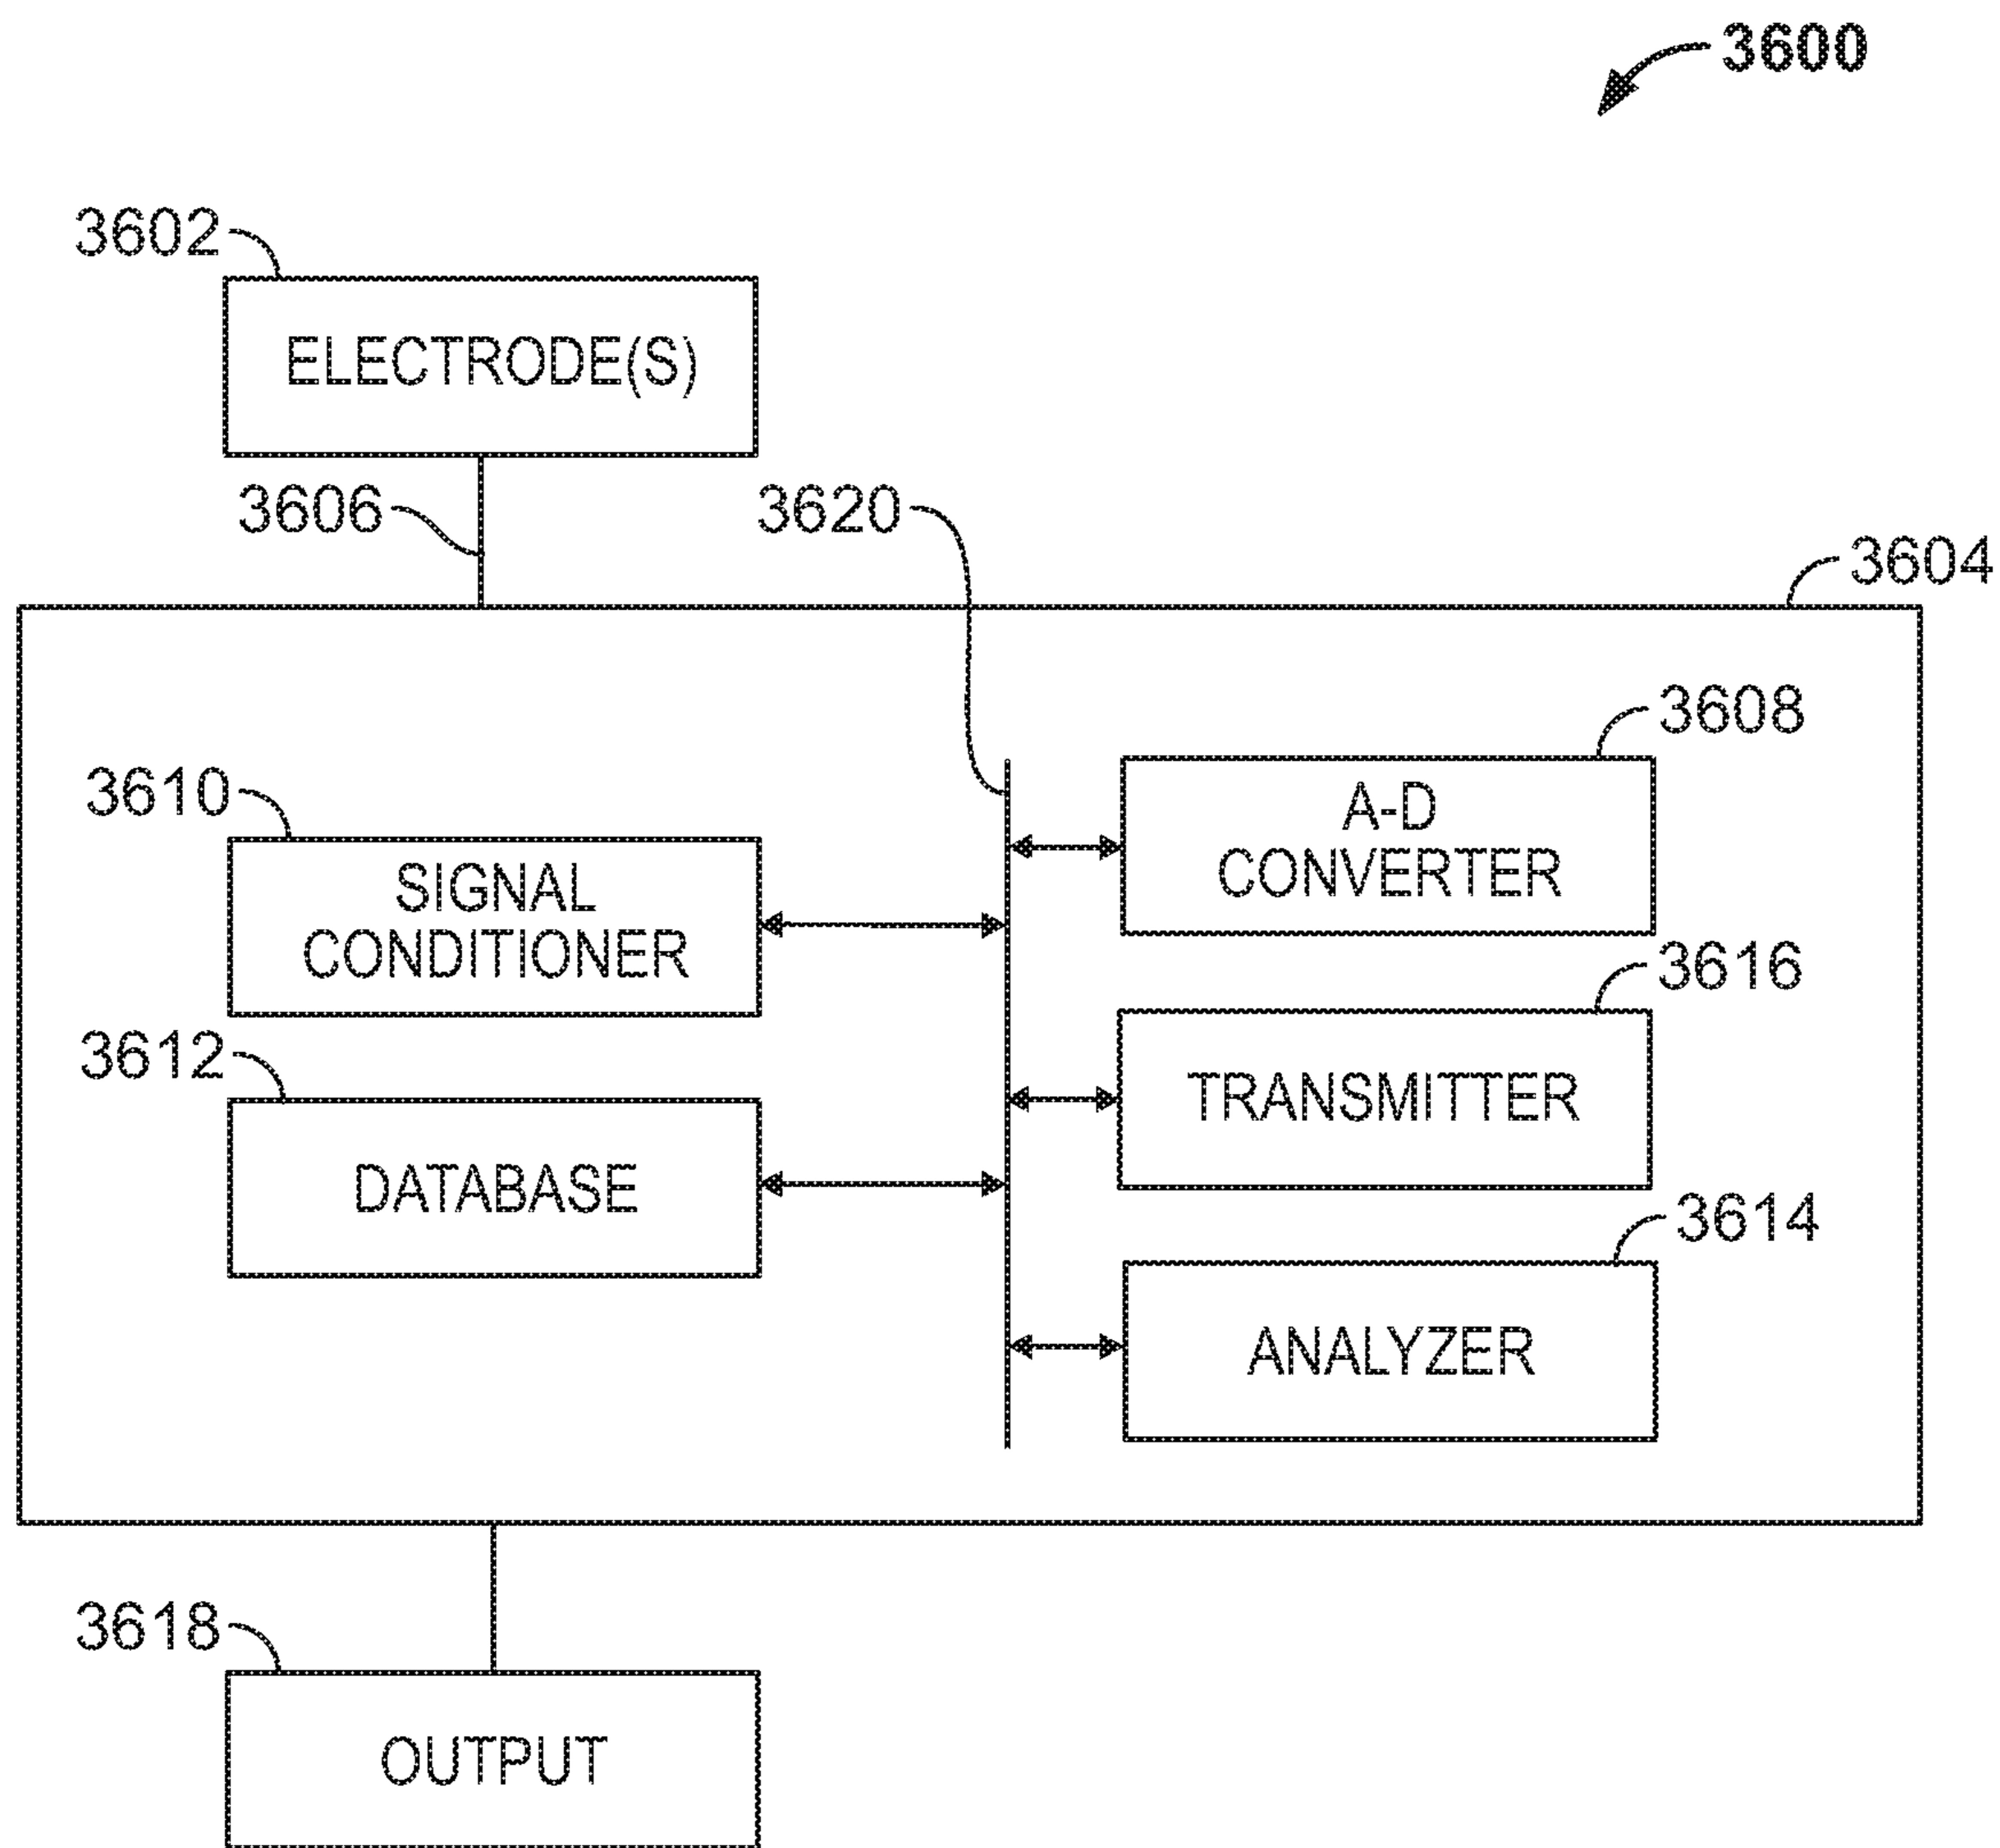 3600
3602
ELECTRODE(S)
3606
3620
3604
3608
A-D
CONVERTER
3610
SIGNAL
CONDITIONER
3616
TRANSMITTER
3612
DATABASE
3614
ANALYZER
3618
OUTPUT